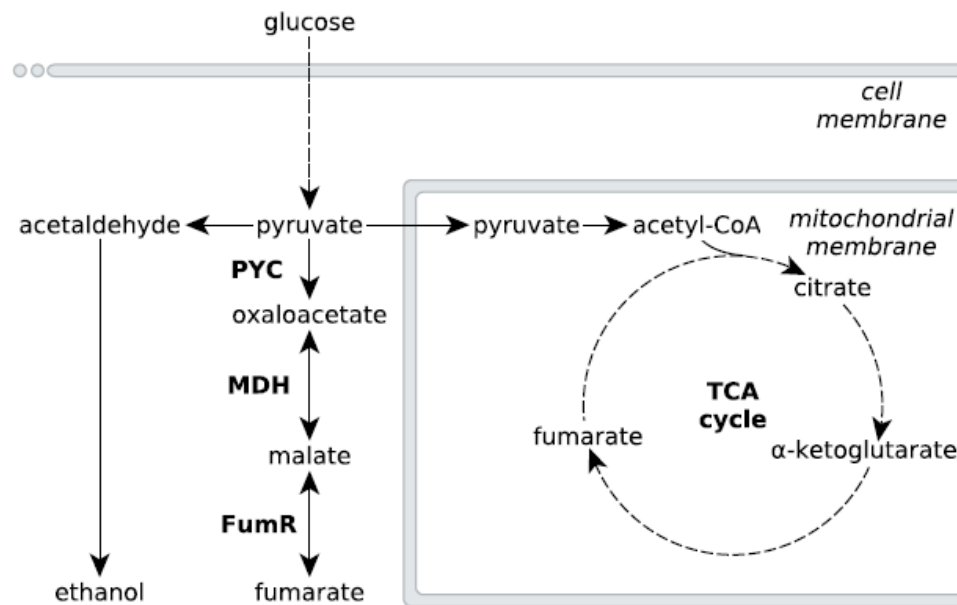 glucose
cell
membrane
acetaldehyde
pyruvate
pyruvate
acetyl-CoA
mitochondrial
membrane
PYC
citrate
oxaloacetate
MDH
TCA
cycle
fumarate
α-ketoglutarate
malate
FumR
ethanol
fumarate